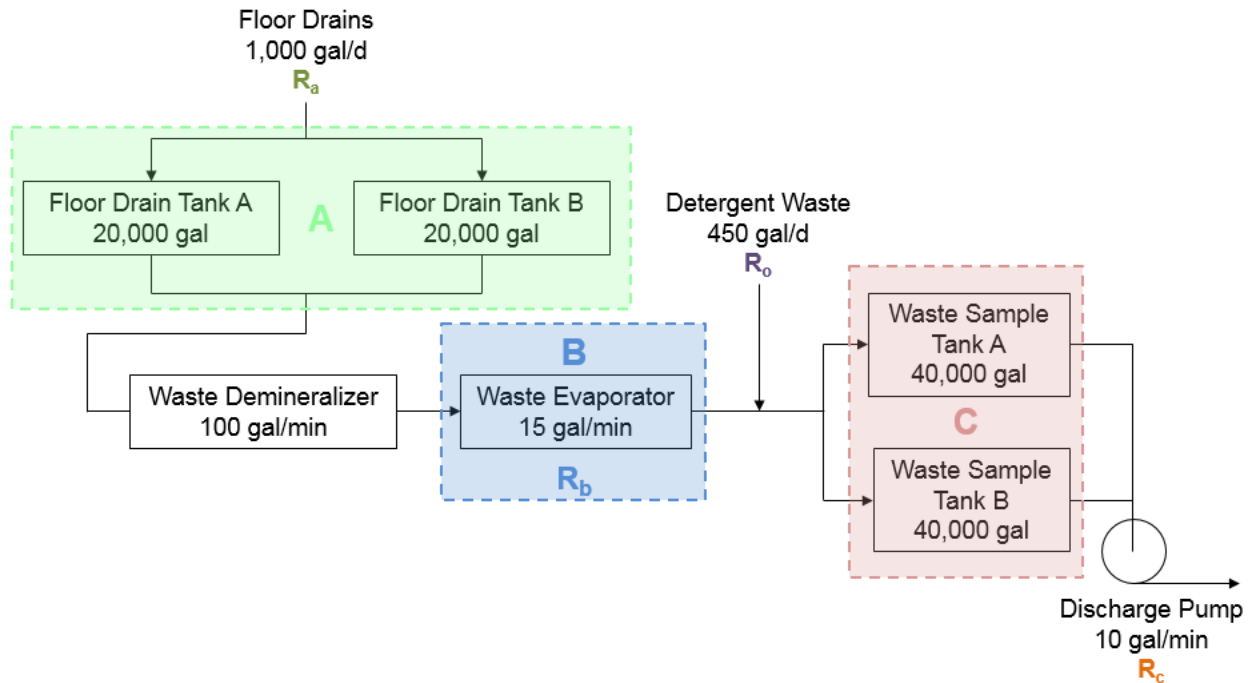 Floor Drains
1,000 gal/d
Ra
Floor Drain Tank A
20,000 gal
A
Floor Drain Tank B
20,000 gal
Detergent Waste
450 gal/d
Ro
Waste Sample
Tank A
40,000 gal
B
Waste Demineralizer
100 gal/min
Waste Evaporator
15 gal/min
Rb
C
Waste Sample
Tank B
40,000 gal
Discharge Pump
10 gal/min
Rc